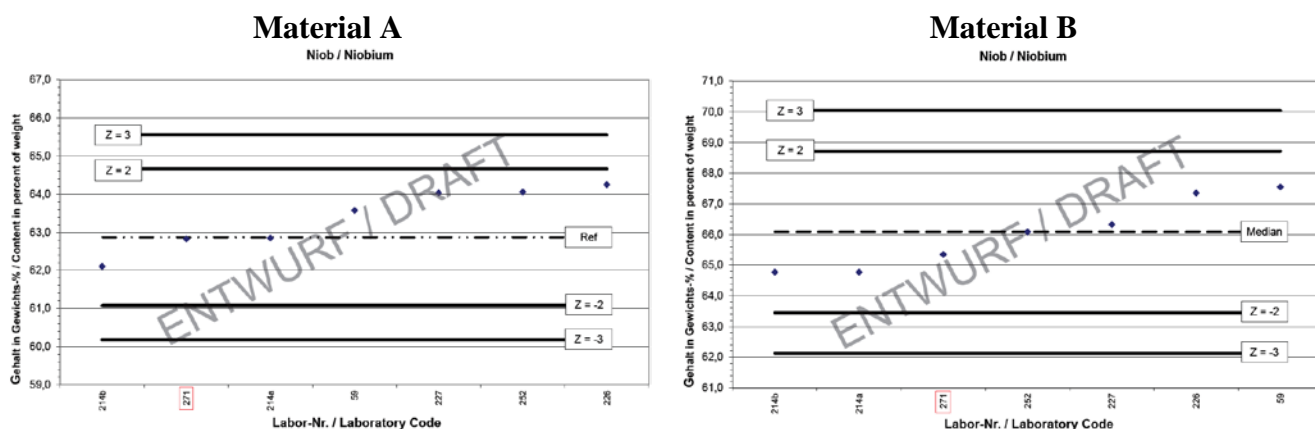 Material A
Niob / Niobium
Gehalt in Gewichts-% / Content in percent of weight
67,0
66,0
65,0
64,0
63,0
62,0
61,0
60,0
59,0
Z = 3
Z = 2
Ref
Z = -2
Z = -3
ENTWURF / DRAFT
214b
271
214a
59
227
252
226
Labor-Nr. / Laboratory Code
Material B
Niob / Niobium
Gehalt in Gewichts-% / Content in percent of weight
71,0
70,0
69,0
68,0
67,0
66,0
65,0
64,0
63,0
62,0
61,0
Z = 3
Z = 2
Median
Z = -2
Z = -3
ENTWURF / DRAFT
214b
214a
271
252
227
226
59
Labor-Nr. / Laboratory Code